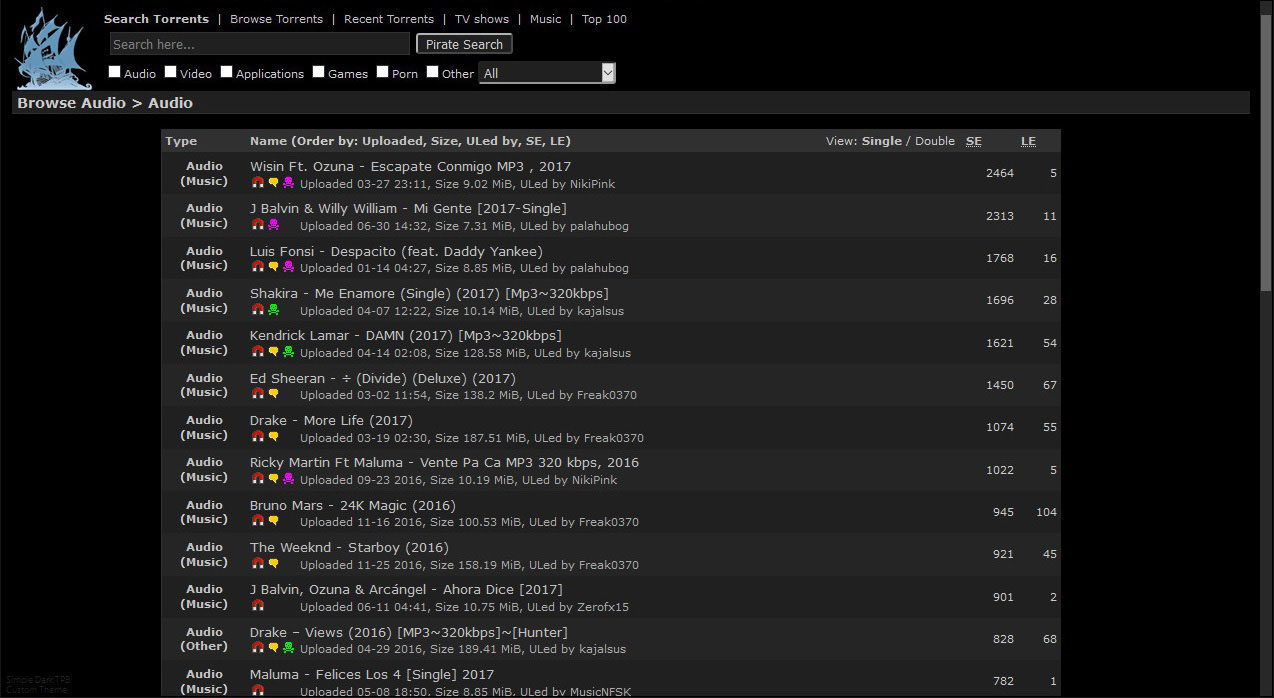 Search Torrents | Browse Torrents | Recent Torrents | TV shows | Music | Top 100
Search here... Pirate Search
Audio Video Applications Games Porn Other All
Browse Audio > Audio
Type Name (Order by: Uploaded, Size, ULed by, SE, LE) View: Single / Double SE LE
Audio Wisin Ft. Ozuna - Escapate Conmigo MP3 , 2017 2464 5
(Music) Uploaded 03-27 23:11, Size 9.02 MiB, ULed by NikiPink
Audio J Balvin & Willy William - Mi Gente [2017-Single] 2313 11
(Music) Uploaded 06-30 14:32, Size 7.31 MiB, ULed by palahubog
Audio Luis Fonsi - Despacito (feat. Daddy Yankee) 1768 16
(Music) Uploaded 01-14 04:27, Size 8.85 MiB, ULed by palahubog
Audio Shakira - Me Enamore (Single) (2017) [Mp3~320kbps] 1696 28
(Music) Uploaded 04-07 12:22, Size 10.14 MiB, ULed by kajalsus
Audio Kendrick Lamar - DAMN (2017) [Mp3~320kbps] 1621 54
(Music) Uploaded 04-14 02:08, Size 128.58 MiB, ULed by kajalsus
Audio Ed Sheeran - ÷ (Divide) (Deluxe) (2017) 1450 67
(Music) Uploaded 03-02 11:54, Size 138.2 MiB, ULed by Freak0370
Audio Drake - More Life (2017) 1074 55
(Music) Uploaded 03-19 02:30, Size 187.51 MiB, ULed by Freak0370
Audio Ricky Martin Ft Maluma - Vente Pa Ca MP3 320 kbps, 2016 1022 5
(Music) Uploaded 09-23 2016, Size 10.19 MiB, ULed by NikiPink
Audio Bruno Mars - 24K Magic (2016) 945 104
(Music) Uploaded 11-16 2016, Size 100.53 MiB, ULed by Freak0370
Audio The Weeknd - Starboy (2016) 921 45
(Music) Uploaded 11-25 2016, Size 158.19 MiB, ULed by Freak0370
Audio J Balvin, Ozuna & Arcángel - Ahora Dice [2017] 901 2
(Music) Uploaded 06-11 04:41, Size 10.75 MiB, ULed by Zerofx15
Audio Drake – Views (2016) [MP3~320kbps]~[Hunter] 828 68
(Other) Uploaded 04-29 2016, Size 189.41 MiB, ULed by kajalsus
Audio Maluma - Felices Los 4 [Single] 2017 782 1
(Music) Uploaded 05-08 18:50, Size 8.85 MiB, ULed by MusicNFSK
Simple Dark TPB
Custom Theme